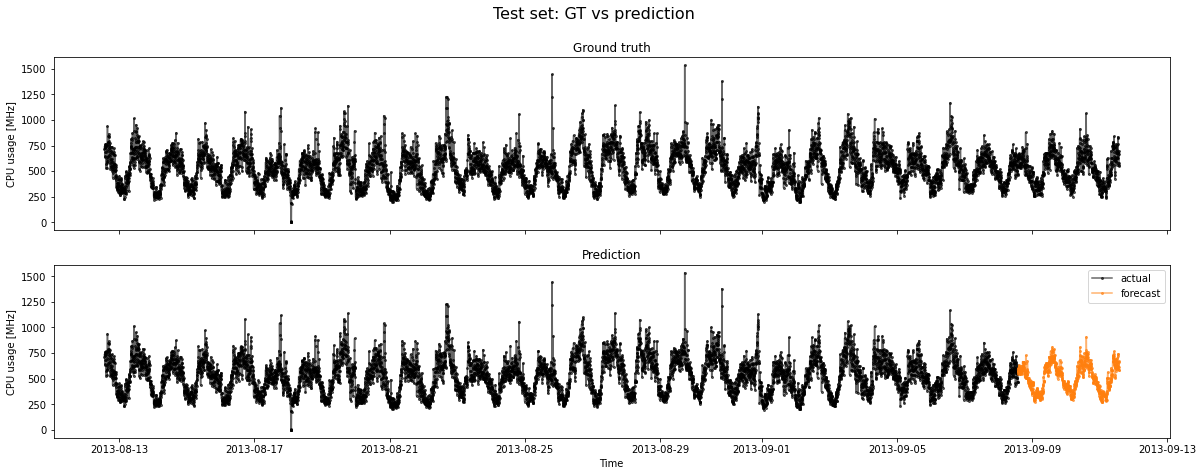 Test set: GT vs prediction
Ground truth
CPU usage [MHz]
1500
1250
1000
750
500
250
0
Prediction
CPU usage [MHz]
1500
1250
1000
750
500
250
0
actual
forecast
2013-08-13 2013-08-17 2013-08-21 2013-08-25 2013-08-29 2013-09-01 2013-09-05 2013-09-09 2013-09-13
Time